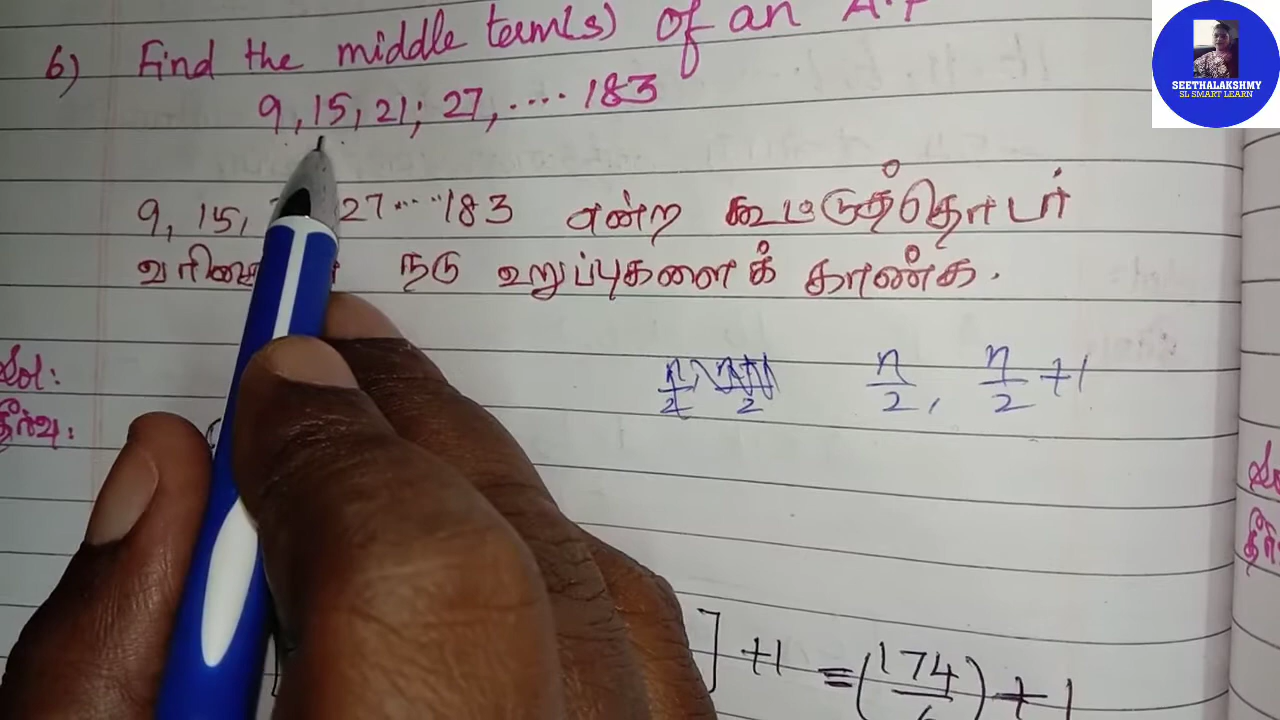 6) Find the middle term(s) of an A.P
9, 15, 21, 27, .... 183
SEETHALAKSHMY
SL SMART LEARN
9, 15, 27 ..... 183 என்ற கூட்டுத்தொடர்
நடு உறுப்புகளைக் காண்க.
Sol:
தீர்வு:
n/2, n/2 +1
] +1 = (174/6) + 1